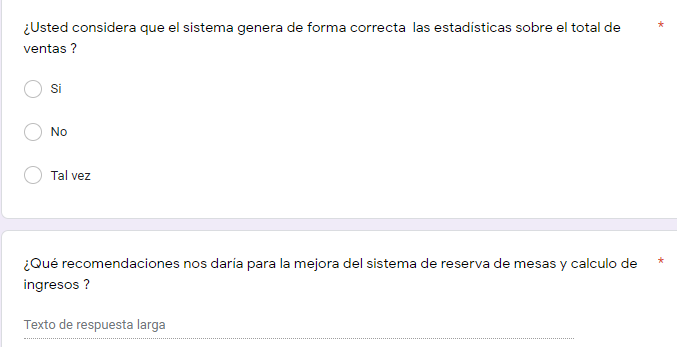 ¿Usted considera que el sistema genera de forma correcta  las estadísticas sobre el total de *
ventas ?
Si
No
Tal vez
¿Qué recomendaciones nos daría para la mejora del sistema de reserva de mesas y calculo de *
ingresos ?
Texto de respuesta larga